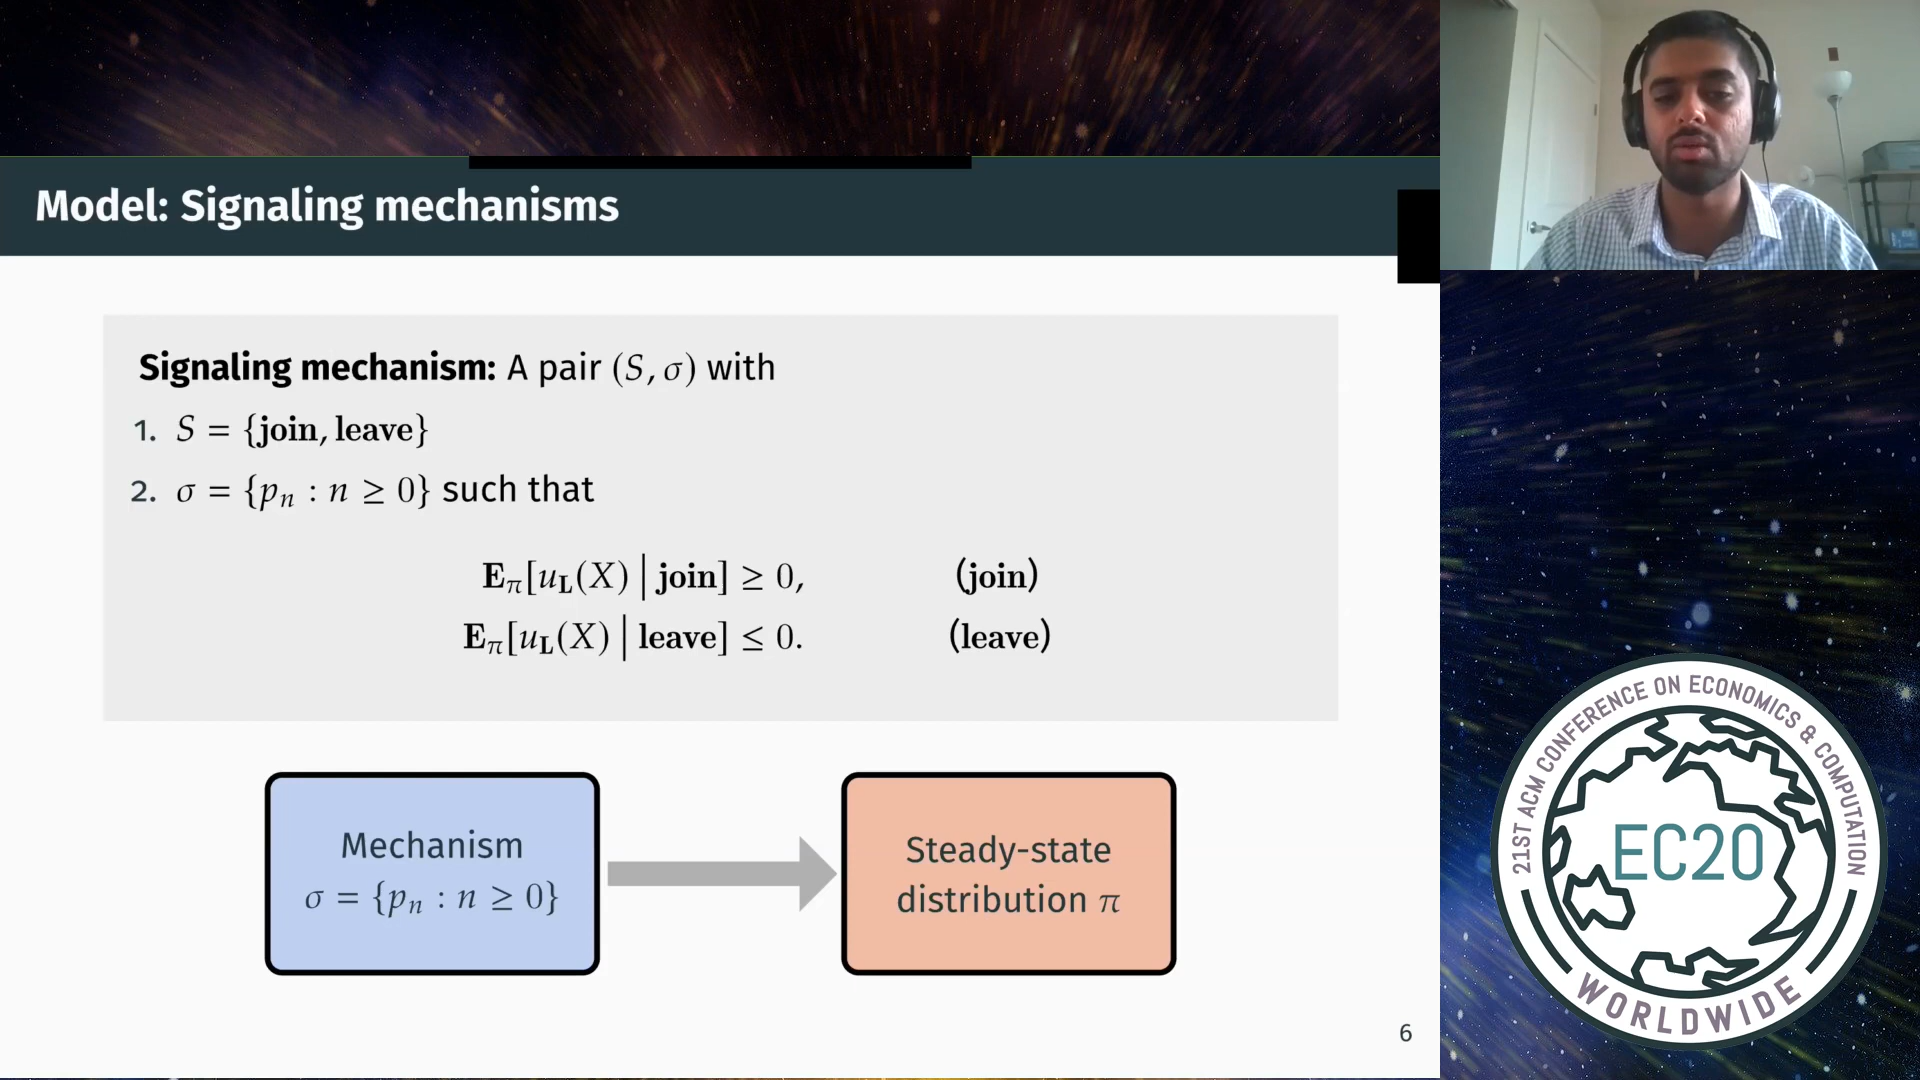 Model: Signaling mechanisms
Signaling mechanism: A pair (S, σ) with
1. S = {join, leave}
2. σ = {pₙ : n ≥ 0} such that
E_π[u_L(X) | join] ≥ 0, (join)
E_π[u_L(X) | leave] ≤ 0. (leave)
Mechanism
σ = {pₙ : n ≥ 0}
Steady-state
distribution π
6
21ST ACM CONFERENCE ON ECONOMICS & COMPUTATION
EC20
WORLDWIDE